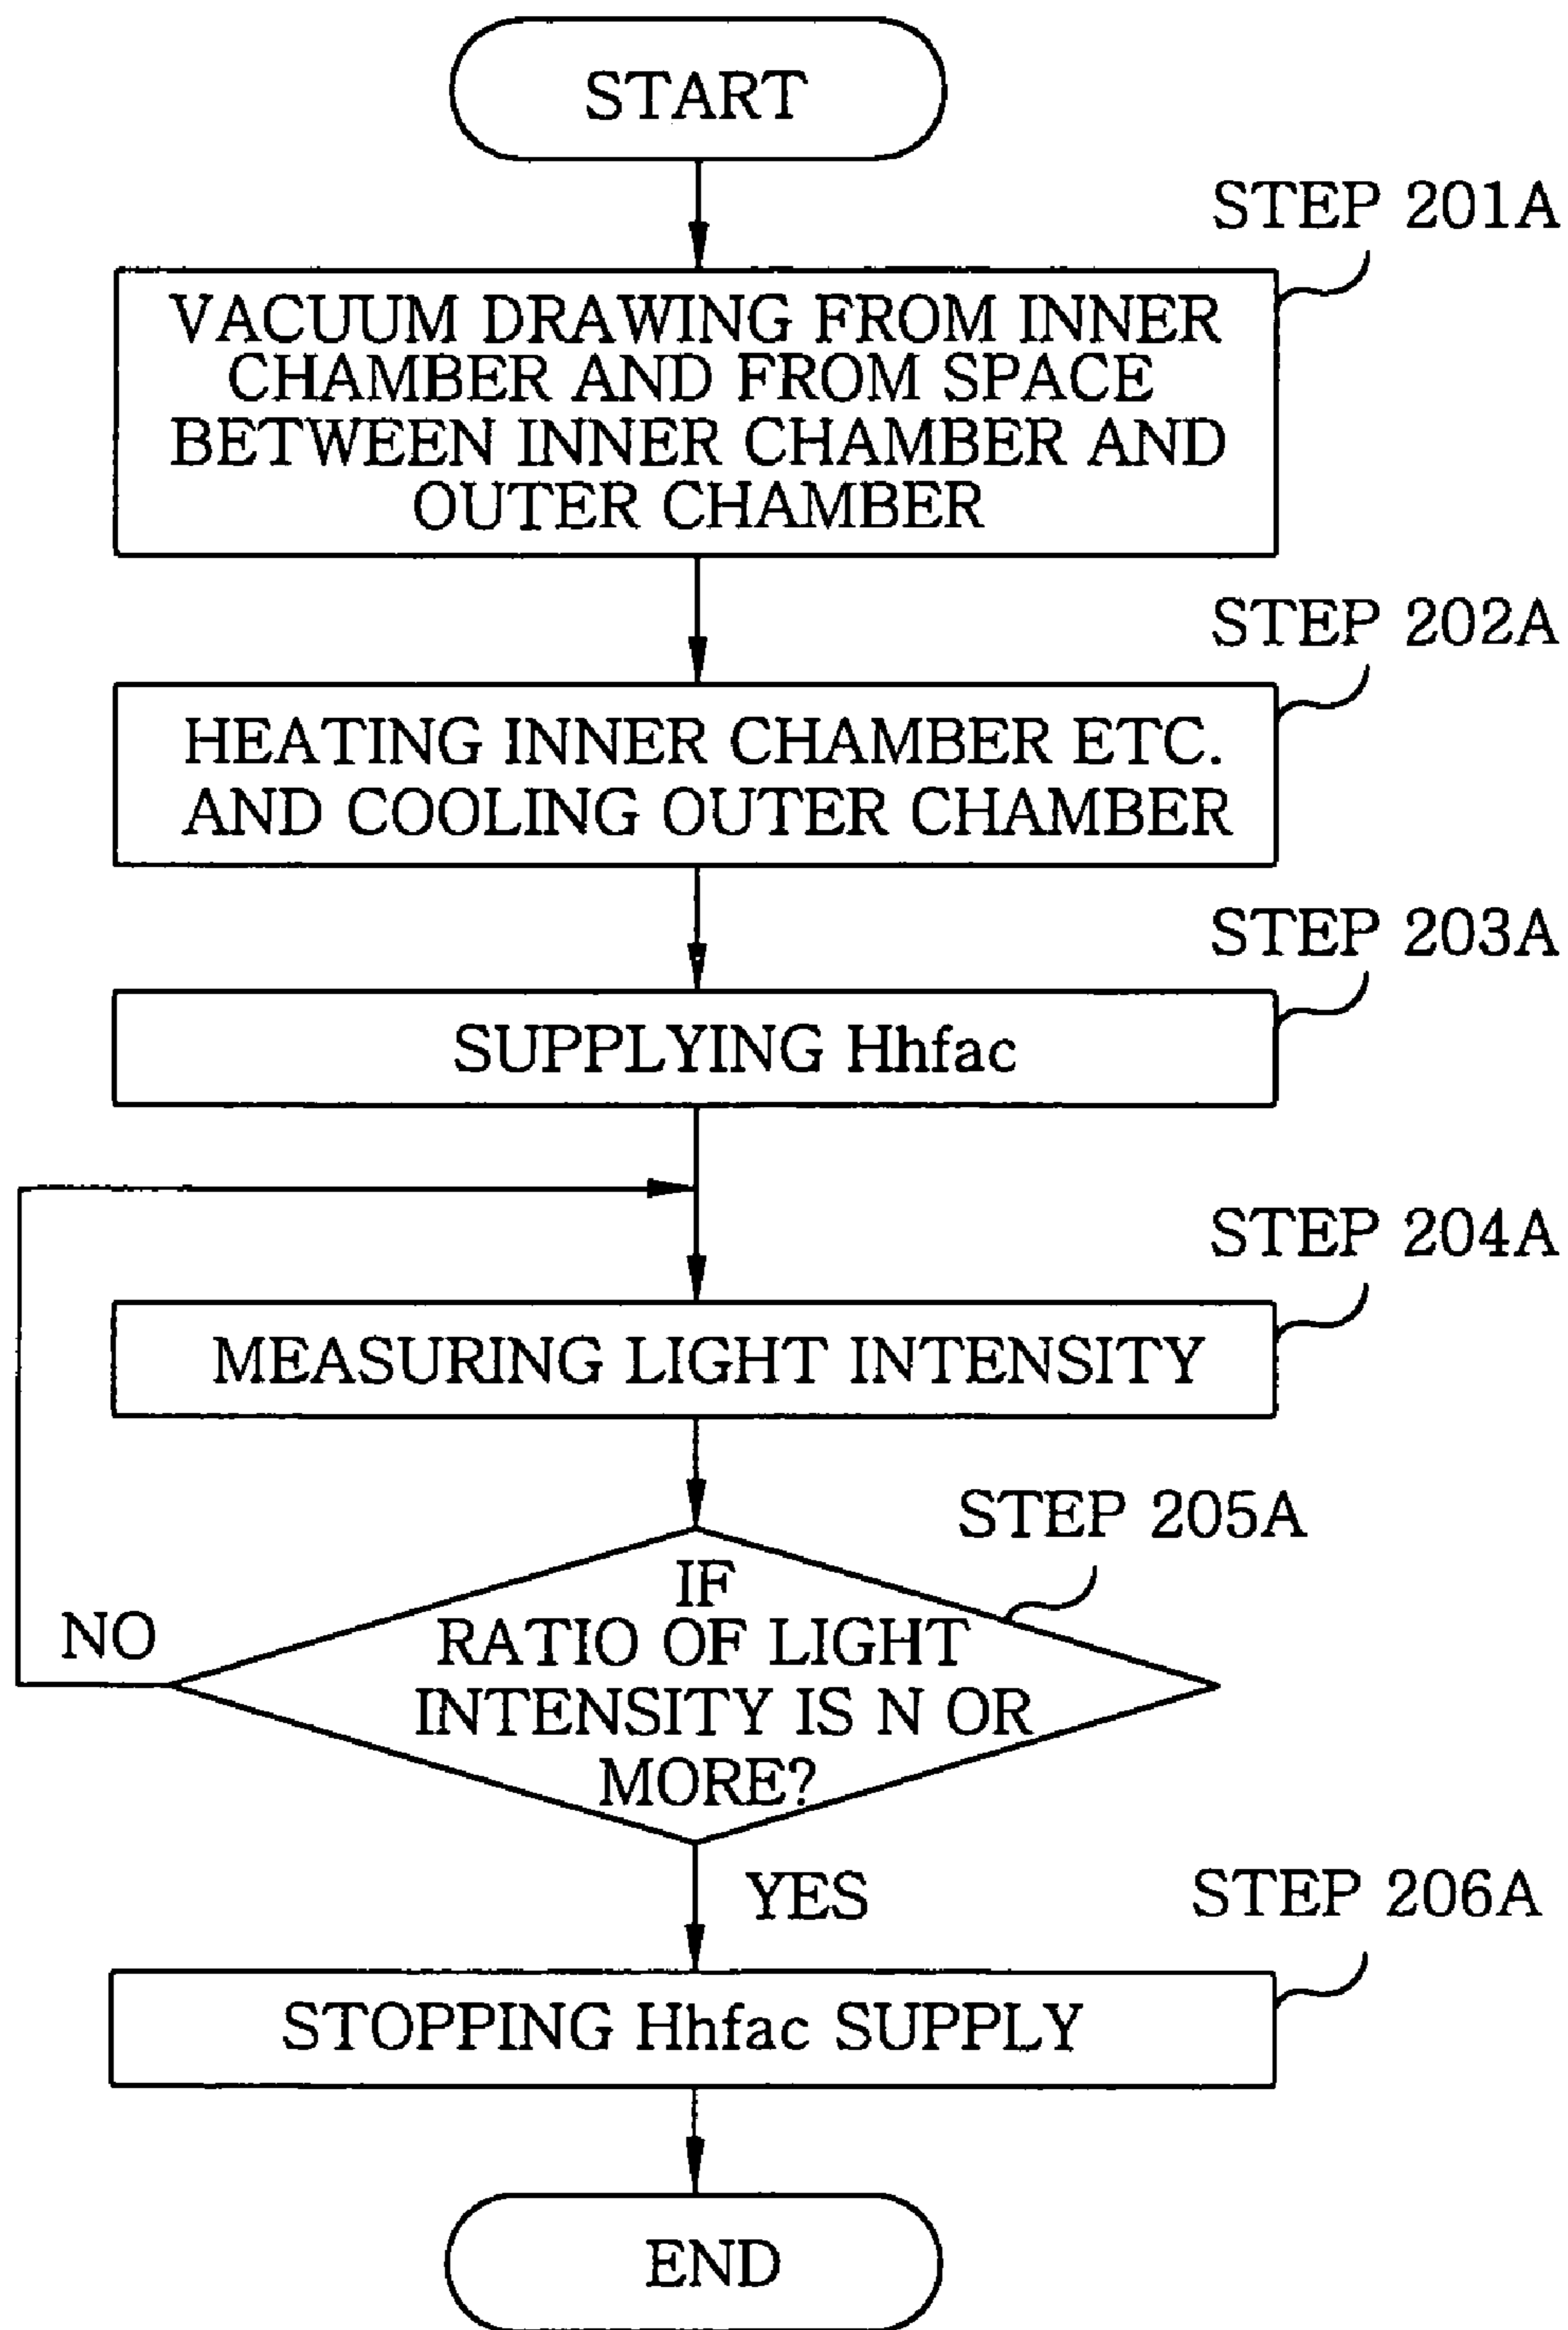 START
STEP 201A
VACUUM DRAWING FROM INNER
CHAMBER AND FROM SPACE
BETWEEN INNER CHAMBER AND
OUTER CHAMBER
STEP 202A
HEATING INNER CHAMBER ETC.
AND COOLING OUTER CHAMBER
STEP 203A
SUPPLYING Hhfac
STEP 204A
MEASURING LIGHT INTENSITY
STEP 205A
IF
RATIO OF LIGHT
INTENSITY IS N OR
MORE?
NO
YES
STEP 206A
STOPPING Hhfac SUPPLY
END